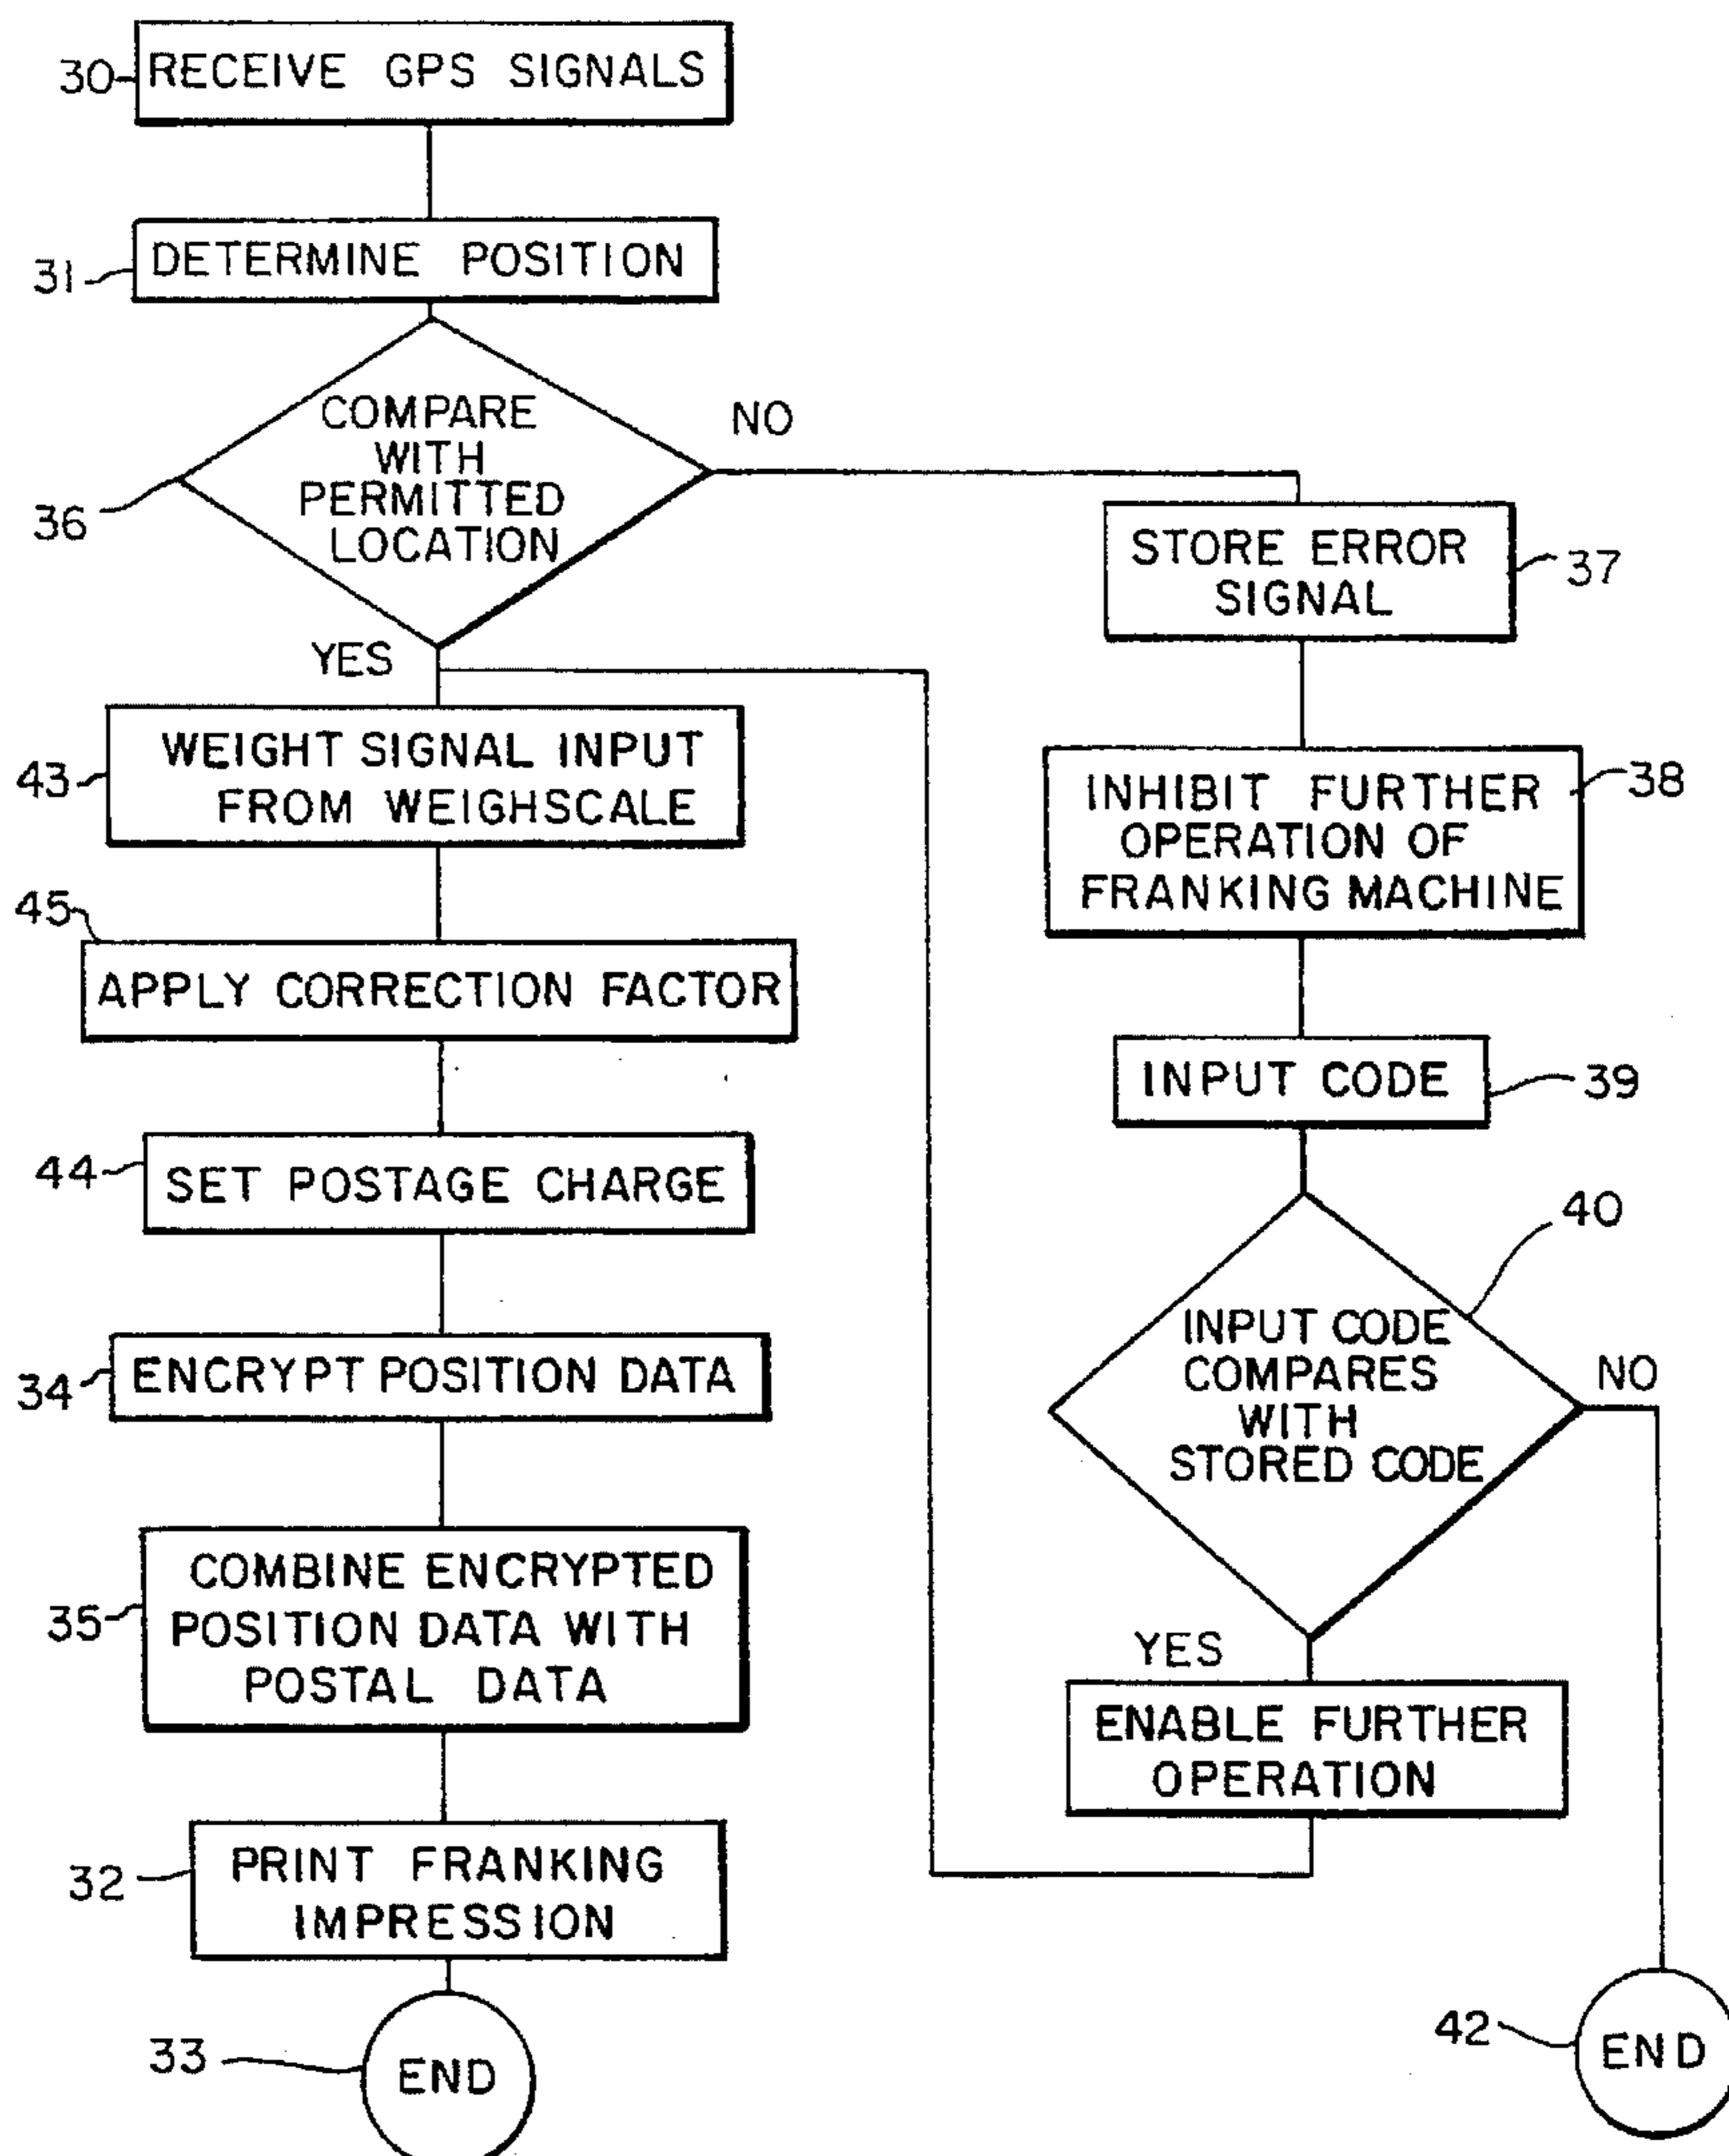 30
RECEIVE GPS SIGNALS
31
DETERMINE POSITION
36
COMPARE
WITH
PERMITTED
LOCATION
NO
YES
43
WEIGHT SIGNAL INPUT
FROM WEIGHSCALE
45
APPLY CORRECTION FACTOR
44
SET POSTAGE CHARGE
34
ENCRYPT POSITION DATA
35
COMBINE ENCRYPTED
POSITION DATA WITH
POSTAL DATA
32
PRINT FRANKING
IMPRESSION
33
END
STORE ERROR
SIGNAL
37
INHIBIT FURTHER
OPERATION OF
FRANKING MACHINE
38
INPUT CODE
39
40
INPUT CODE
COMPARES
WITH
STORED CODE
NO
YES
ENABLE FURTHER
OPERATION
42
END